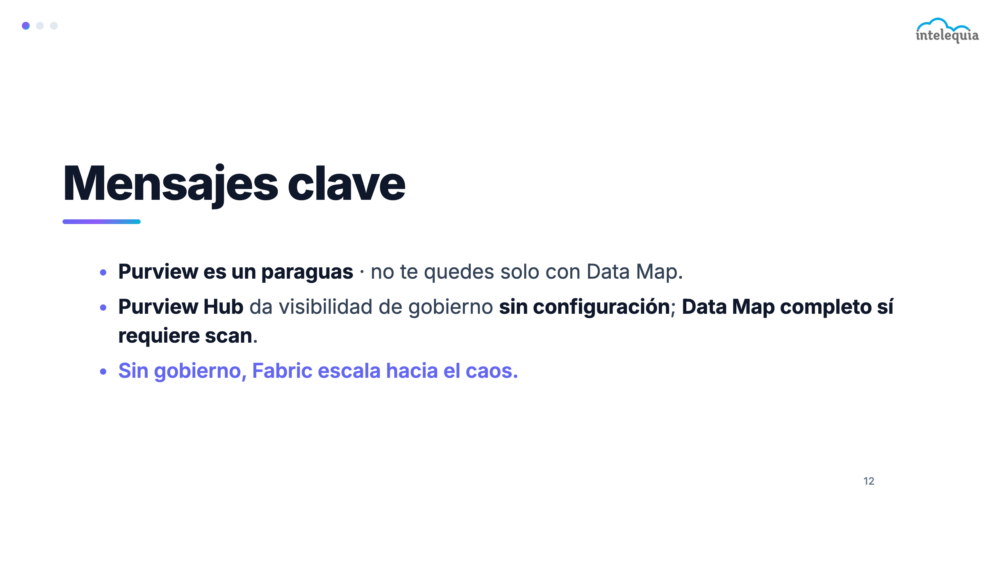 intelequia
Mensajes clave
• Purview es un paraguas · no te quedes solo con Data Map.
• Purview Hub da visibilidad de gobierno sin configuración; Data Map completo sí
requiere scan.
• Sin gobierno, Fabric escala hacia el caos.
12